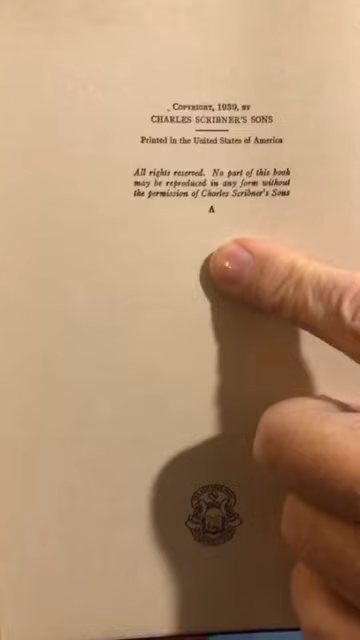 Copyright, 1939, by
CHARLES SCRIBNER'S SONS
Printed in the United States of America
All rights reserved. No part of this book
may be reproduced in any form without
the permission of Charles Scribner's Sons
A